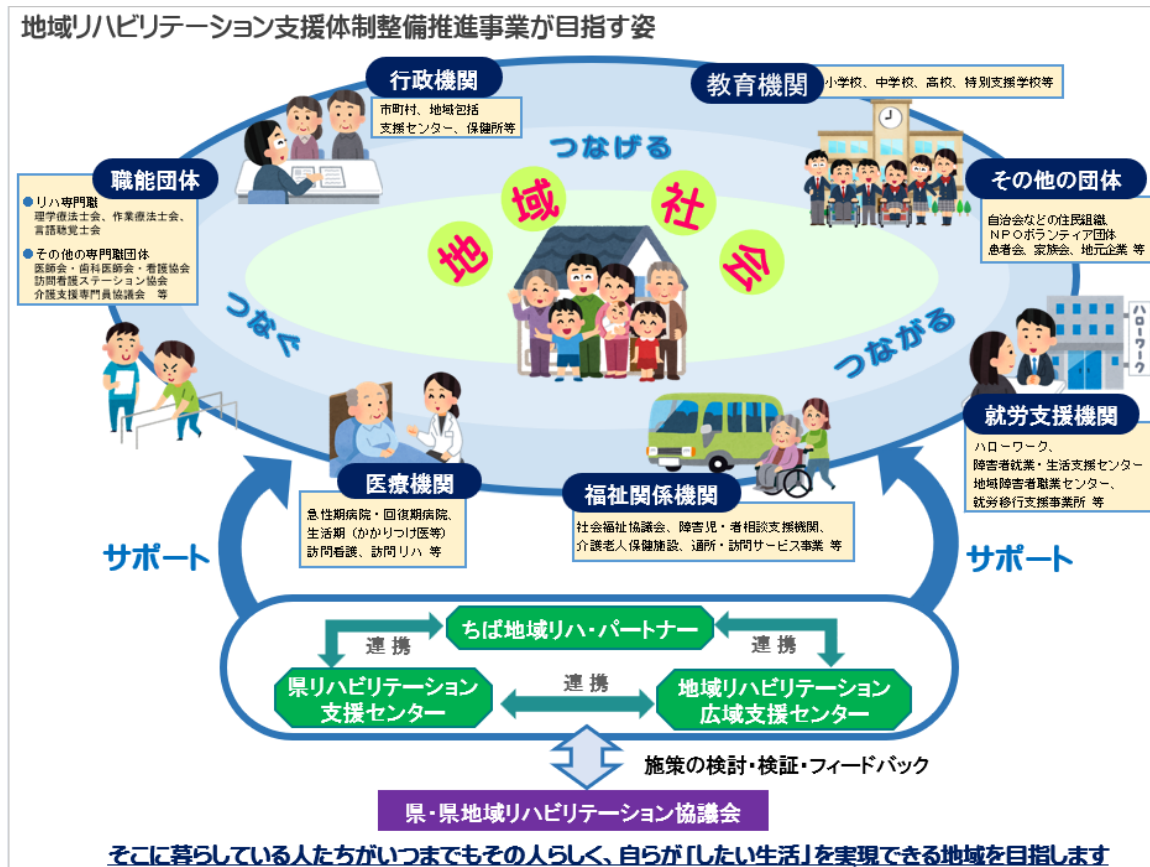 地域リハビリテーション支援体制整備推進事業が目指す姿
行政機関
市町村、地域包括
支援センター、保健所等
教育機関
小学校、中学校、高校、特別支援学校等
職能団体
●リハ専門職
理学療法士会、作業療法士会、
言語聴覚士会
●その他の専門職団体
医師会・歯科医師会・看護協会
訪問看護ステーション協会
介護支援専門員協議会 等
その他の団体
自治会などの住民組織、
NPOボランティア団体
患者会、家族会、地元企業 等
つなげる
地域社会
つなぐ
つながる
ハローワーク
就労支援機関
ハローワーク、
障害者就業・生活支援センター
地域障害者職業センター、
就労移行支援事業所 等
医療機関
急性期病院・回復期病院、
生活期（かかりつけ医等）
訪問看護、訪問リハ 等
福祉関係機関
社会福祉協議会、障害児・者相談支援機関、
介護老人保健施設、通所・訪問サービス事業 等
サポート
サポート
ちば地域リハ・パートナー
連携
連携
県リハビリテーション
支援センター
連携
地域リハビリテーション
広域支援センター
施策の検討・検証・フィードバック
県・県地域リハビリテーション協議会
そこに暮らしている人たちがいつまでもその人らしく、自らが「したい生活」を実現できる地域を目指します